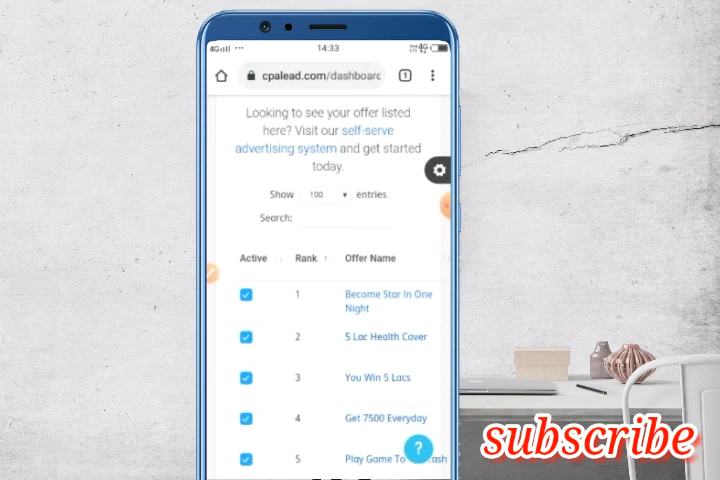 4G
14:33
4G
cpalead.com/dashboard
1
Looking to see your offer listed
here? Visit our self-serve
advertising system and get started
today.
Show 100 entries
Search:
Active Rank Offer Name
1 Become Star In One
Night
2 5 Lac Health Cover
3 You Win 5 Lacs
4 Get 7500 Everyday
?
5 Play Game To
subscribe